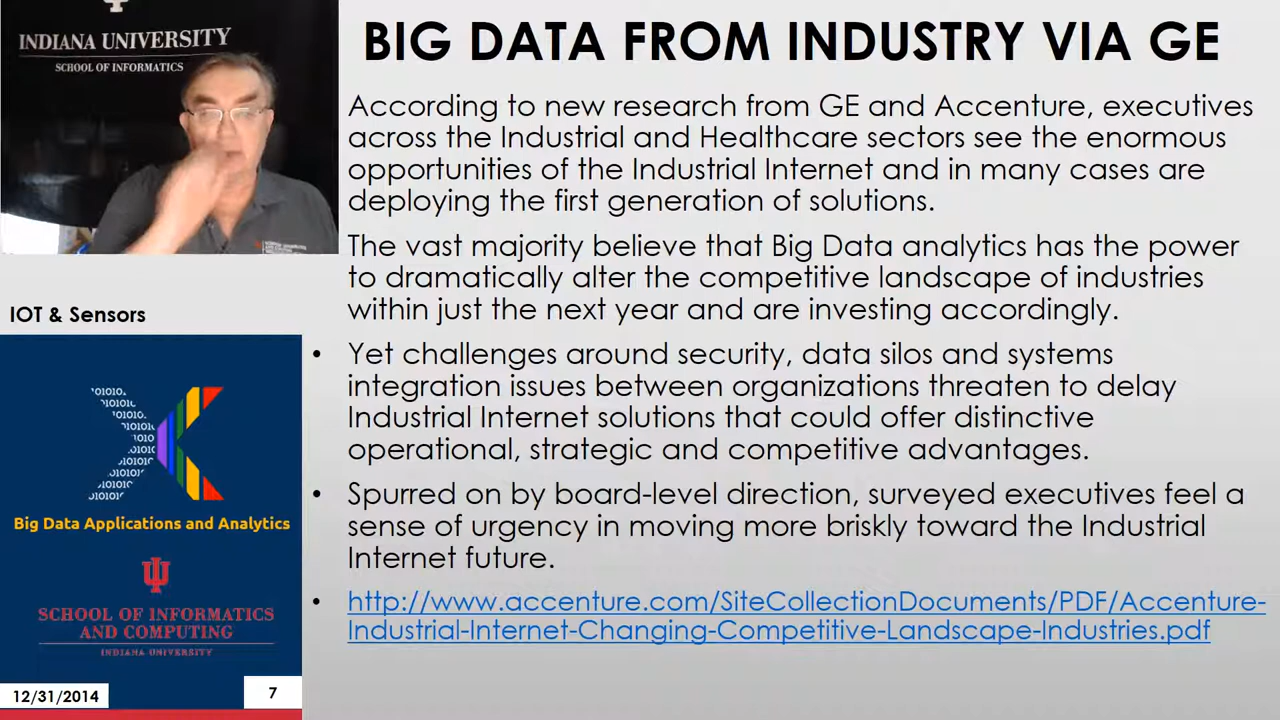 INDIANA UNIVERSITY
SCHOOL OF INFORMATICS
BIG DATA FROM INDUSTRY VIA GE
According to new research from GE and Accenture, executives
across the Industrial and Healthcare sectors see the enormous
opportunities of the Industrial Internet and in many cases are
deploying the first generation of solutions.
The vast majority believe that Big Data analytics has the power
to dramatically alter the competitive landscape of industries
within just the next year and are investing accordingly.
• Yet challenges around security, data silos and systems
integration issues between organizations threaten to delay
Industrial Internet solutions that could offer distinctive
operational, strategic and competitive advantages.
• Spurred on by board-level direction, surveyed executives feel a
sense of urgency in moving more briskly toward the Industrial
Internet future.
• http://www.accenture.com/SiteCollectionDocuments/PDF/Accenture-
Industrial-Internet-Changing-Competitive-Landscape-Industries.pdf
IOT & Sensors
Big Data Applications and Analytics
SCHOOL OF INFORMATICS
AND COMPUTING
INDIANA UNIVERSITY
12/31/2014
7